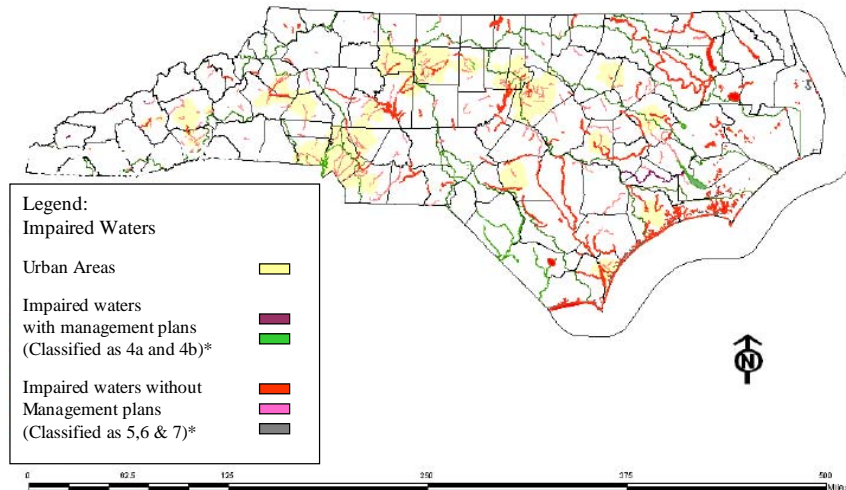 Legend:
Impaired Waters
Urban Areas
Impaired waters
with management plans
(Classified as 4a and 4b)*
Impaired waters without
Management plans
(Classified as 5,6 & 7)*
N
0 62.5 125 250 375 500
Miles